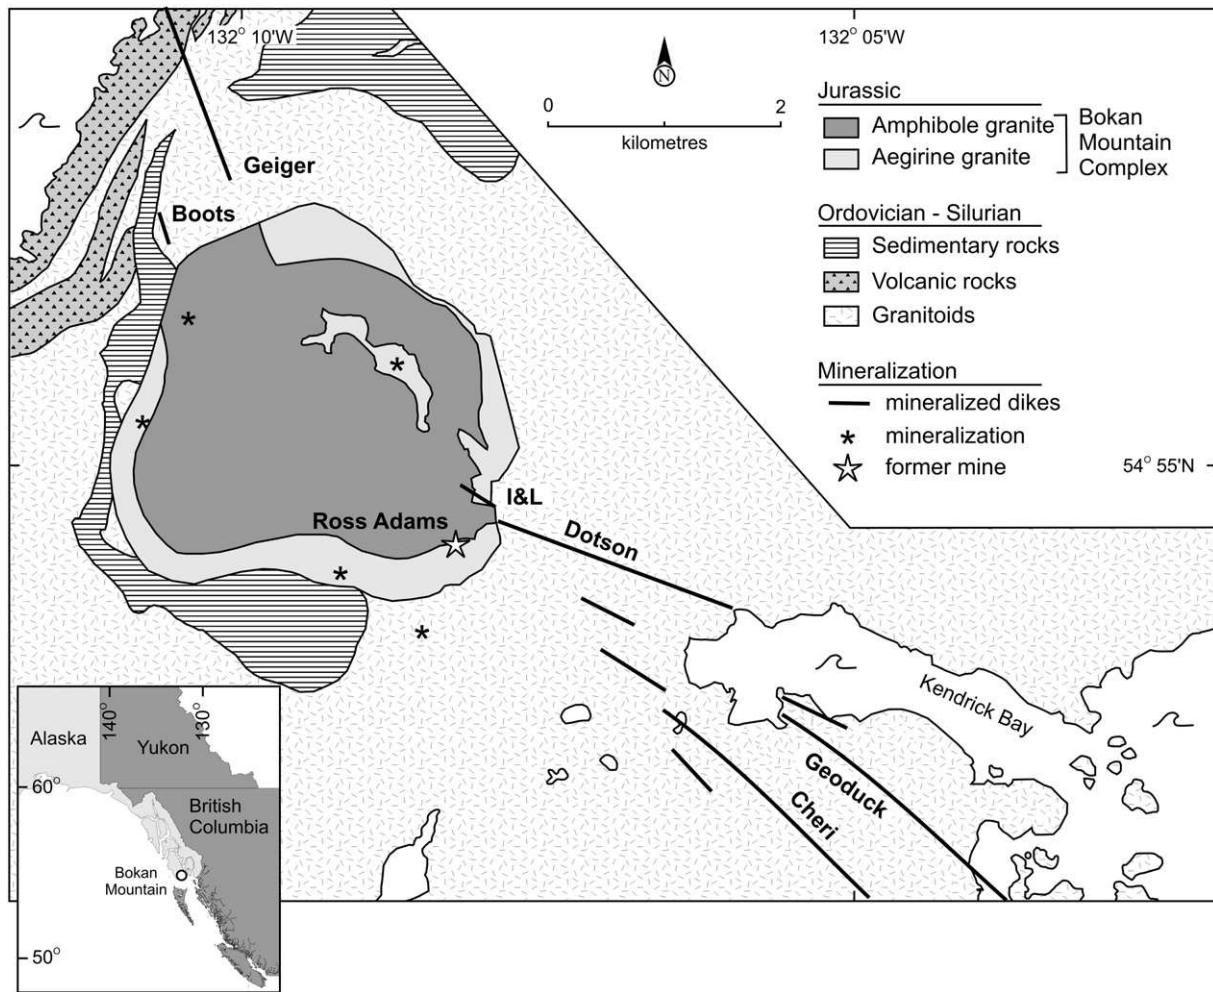 132° 10'W
132° 05'W
N
0
2
kilometres
Jurassic
Amphibole granite
Aegirine granite
Bokan
Mountain
Complex
Ordovician - Silurian
Sedimentary rocks
Volcanic rocks
Granitoids
Mineralization
mineralized dikes
mineralization
former mine
54° 55'N
Geiger
Boots
I&L
Ross Adams
Dotson
Kendrick Bay
Geoduck
Cheri
140°
130°
Alaska
Yukon
60°
British
Columbia
Bokan
Mountain
50°